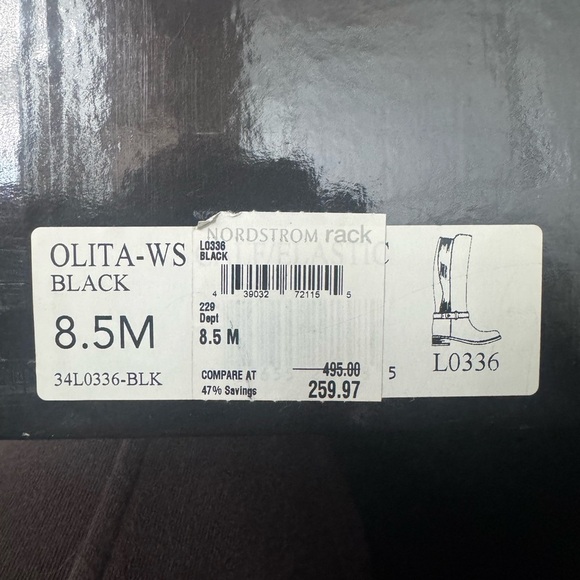 OLITA-WS
BLACK
8.5M
34L0336-BLK
NORDSTROM rack
L0336
BLACK
4 39032 72115 5
229
Dept
8.5 M
COMPARE AT 495.00
47% Savings 259.97
5
L0336